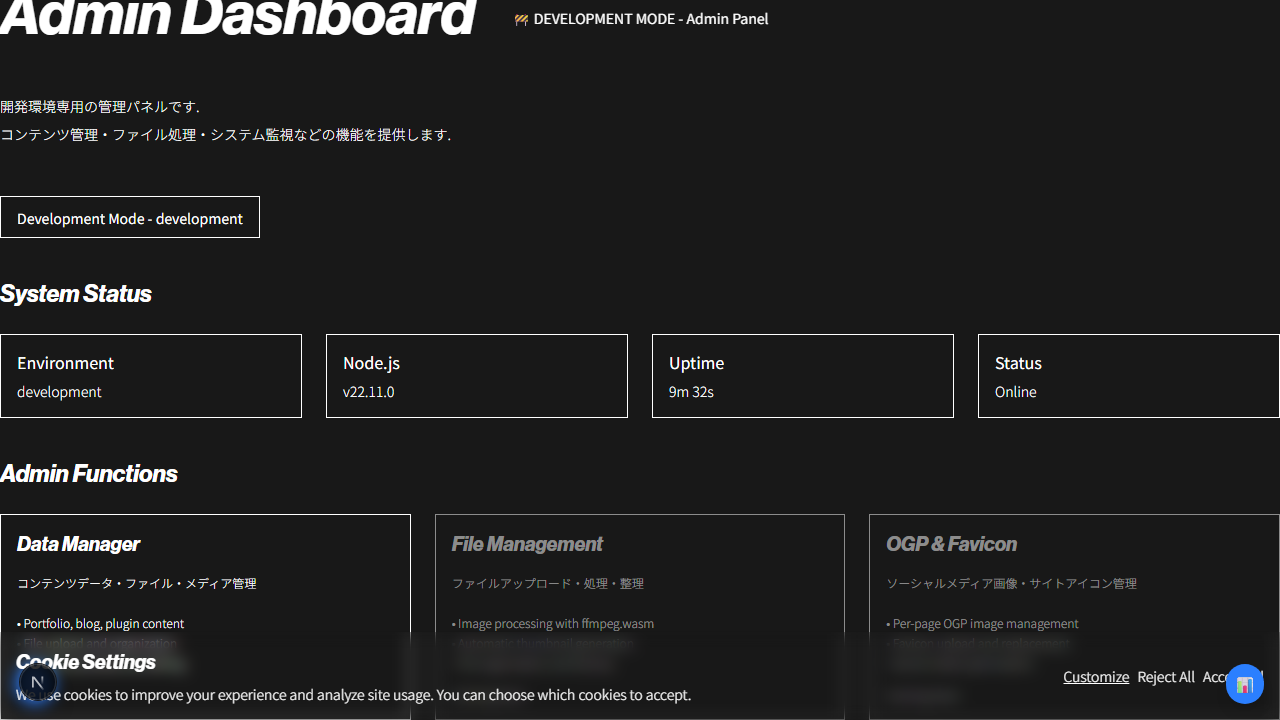 Admin Dashboard
🚧 DEVELOPMENT MODE - Admin Panel
開発環境専用の管理パネルです.
コンテンツ管理・ファイル処理・システム監視などの機能を提供します.
Development Mode - development
System Status
Environment
development
Node.js
v22.11.0
Uptime
9m 32s
Status
Online
Admin Functions
Data Manager
コンテンツデータ・ファイル・メディア管理
• Portfolio, blog, plugin content
• File upload and organization
File Management
ファイルアップロード・処理・整理
• Image processing with ffmpeg.wasm
• Automatic thumbnail generation
OGP & Favicon
ソーシャルメディア画像・サイトアイコン管理
• Per-page OGP image management
• Favicon upload and replacement
Cookie Settings
We use cookies to improve your experience and analyze site usage. You can choose which cookies to accept.
Customize
Reject All
N